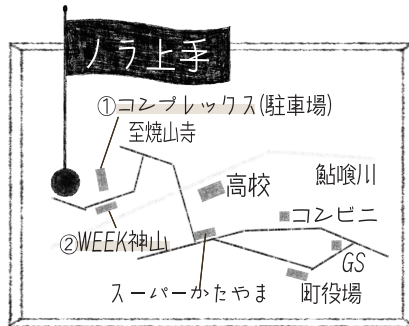 ノラ上手
①コンプレックス(駐車場)
至焼山寺
高校
鮎喰川
コンビニ
②WEEK神山
GS
スーパーかたやま
町役場